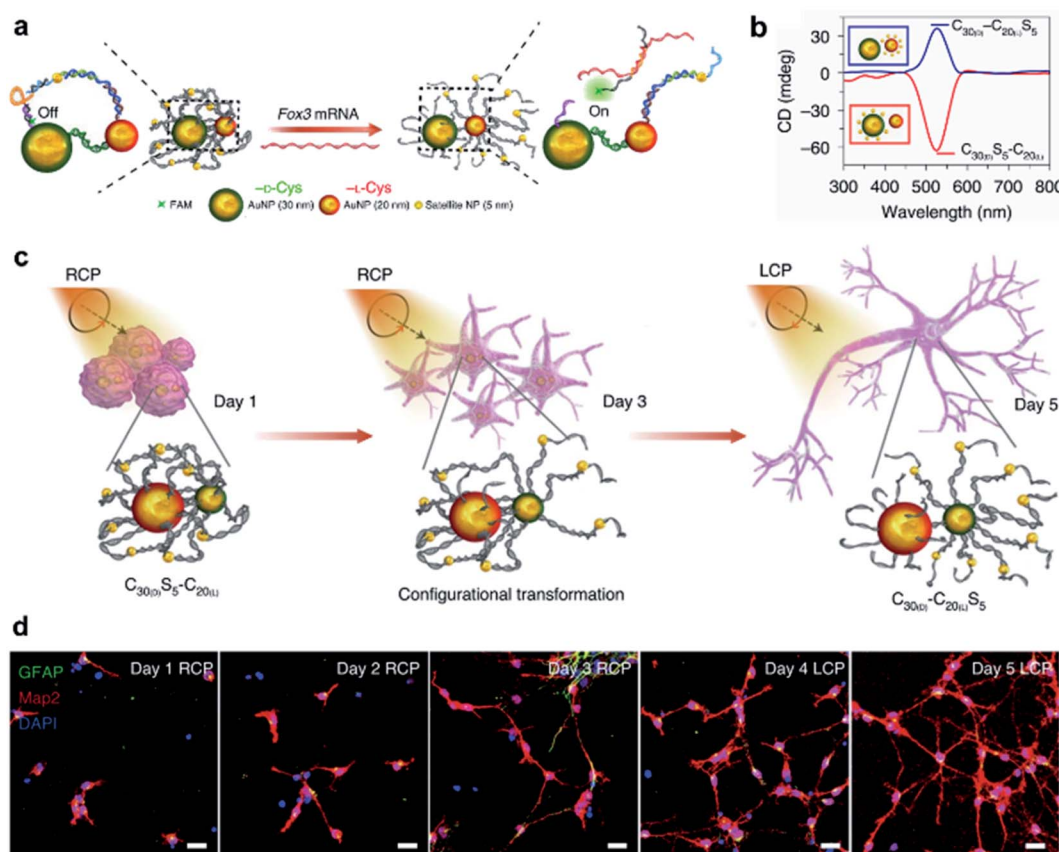 a
Off
Fox3 mRNA
On
–D-Cys
–L-Cys
FAM
AuNP (30 nm)
AuNP (20 nm)
Satellite NP (5 nm)
b
CD (mdeg)
30
0
–30
–60
C30(D)–C20(L)S5
C30(D)S5-C20(L)
300 400 500 600 700 800
Wavelength (nm)
c
RCP
Day 1
C30(D)S5-C20(L)
RCP
Day 3
Configurational transformation
LCP
Day 5
C30(D)-C20(L)S5
d
GFAP
Map2
DAPI
Day 1 RCP
Day 2 RCP
Day 3 RCP
Day 4 LCP
Day 5 LCP